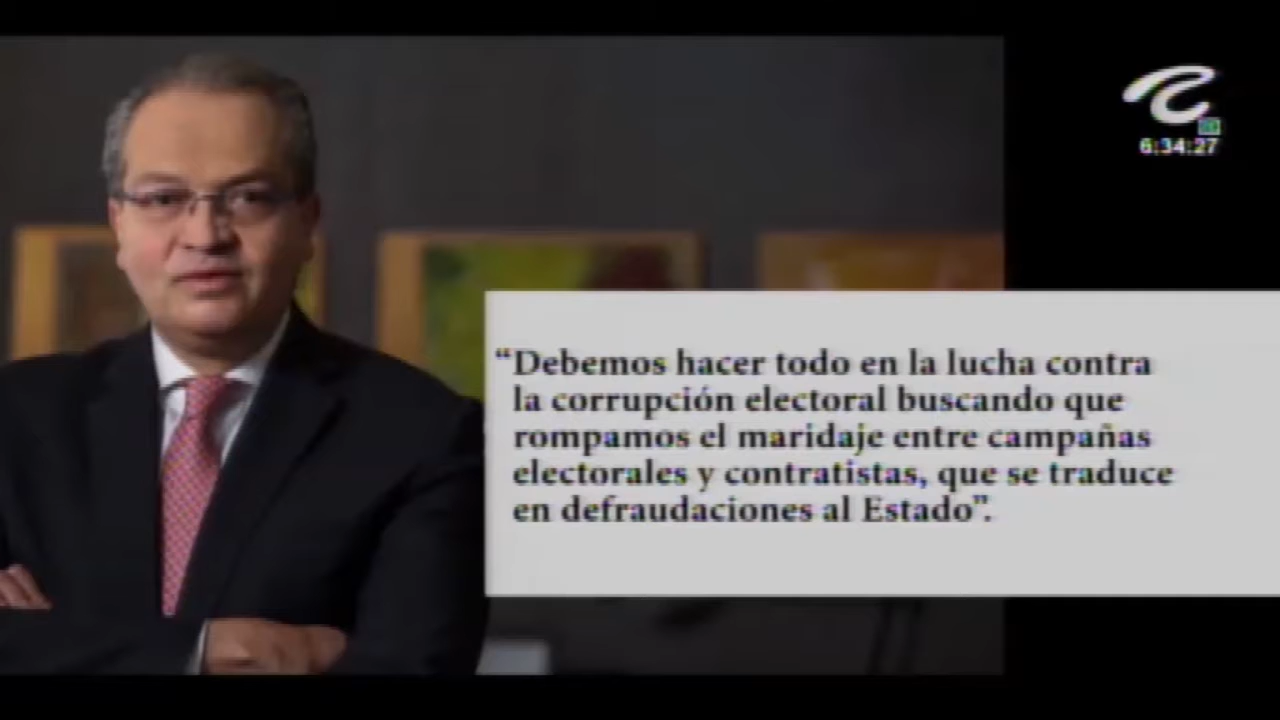 6:34:27
“Debemos hacer todo en la lucha contra
la corrupción electoral buscando que
rompamos el maridaje entre campañas
electorales y contratistas, que se traduce
en defraudaciones al Estado”.